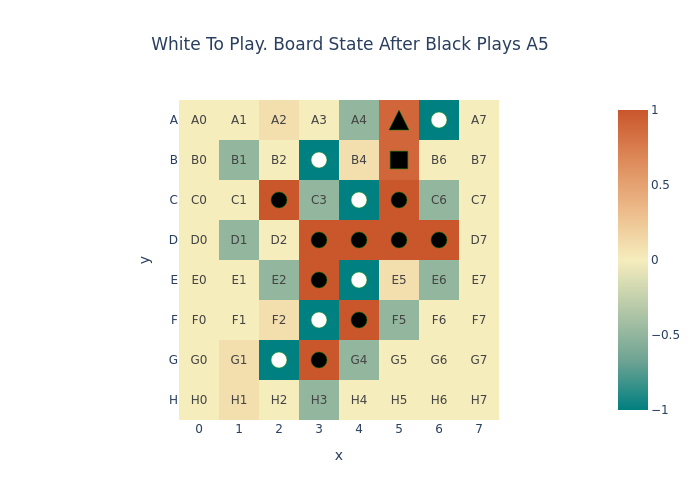 White To Play. Board State After Black Plays A5
A A0 A1 A2 A3 A4 A7
B B0 B1 B2 B4 B6 B7
C C0 C1 C3 C6 C7
D D0 D1 D2 D7
E E0 E1 E2 E5 E6 E7
F F0 F1 F2 F5 F6 F7
G G0 G1 G4 G5 G6 G7
H H0 H1 H2 H3 H4 H5 H6 H7
0 1 2 3 4 5 6 7
x
y
1
0.5
0
−0.5
−1